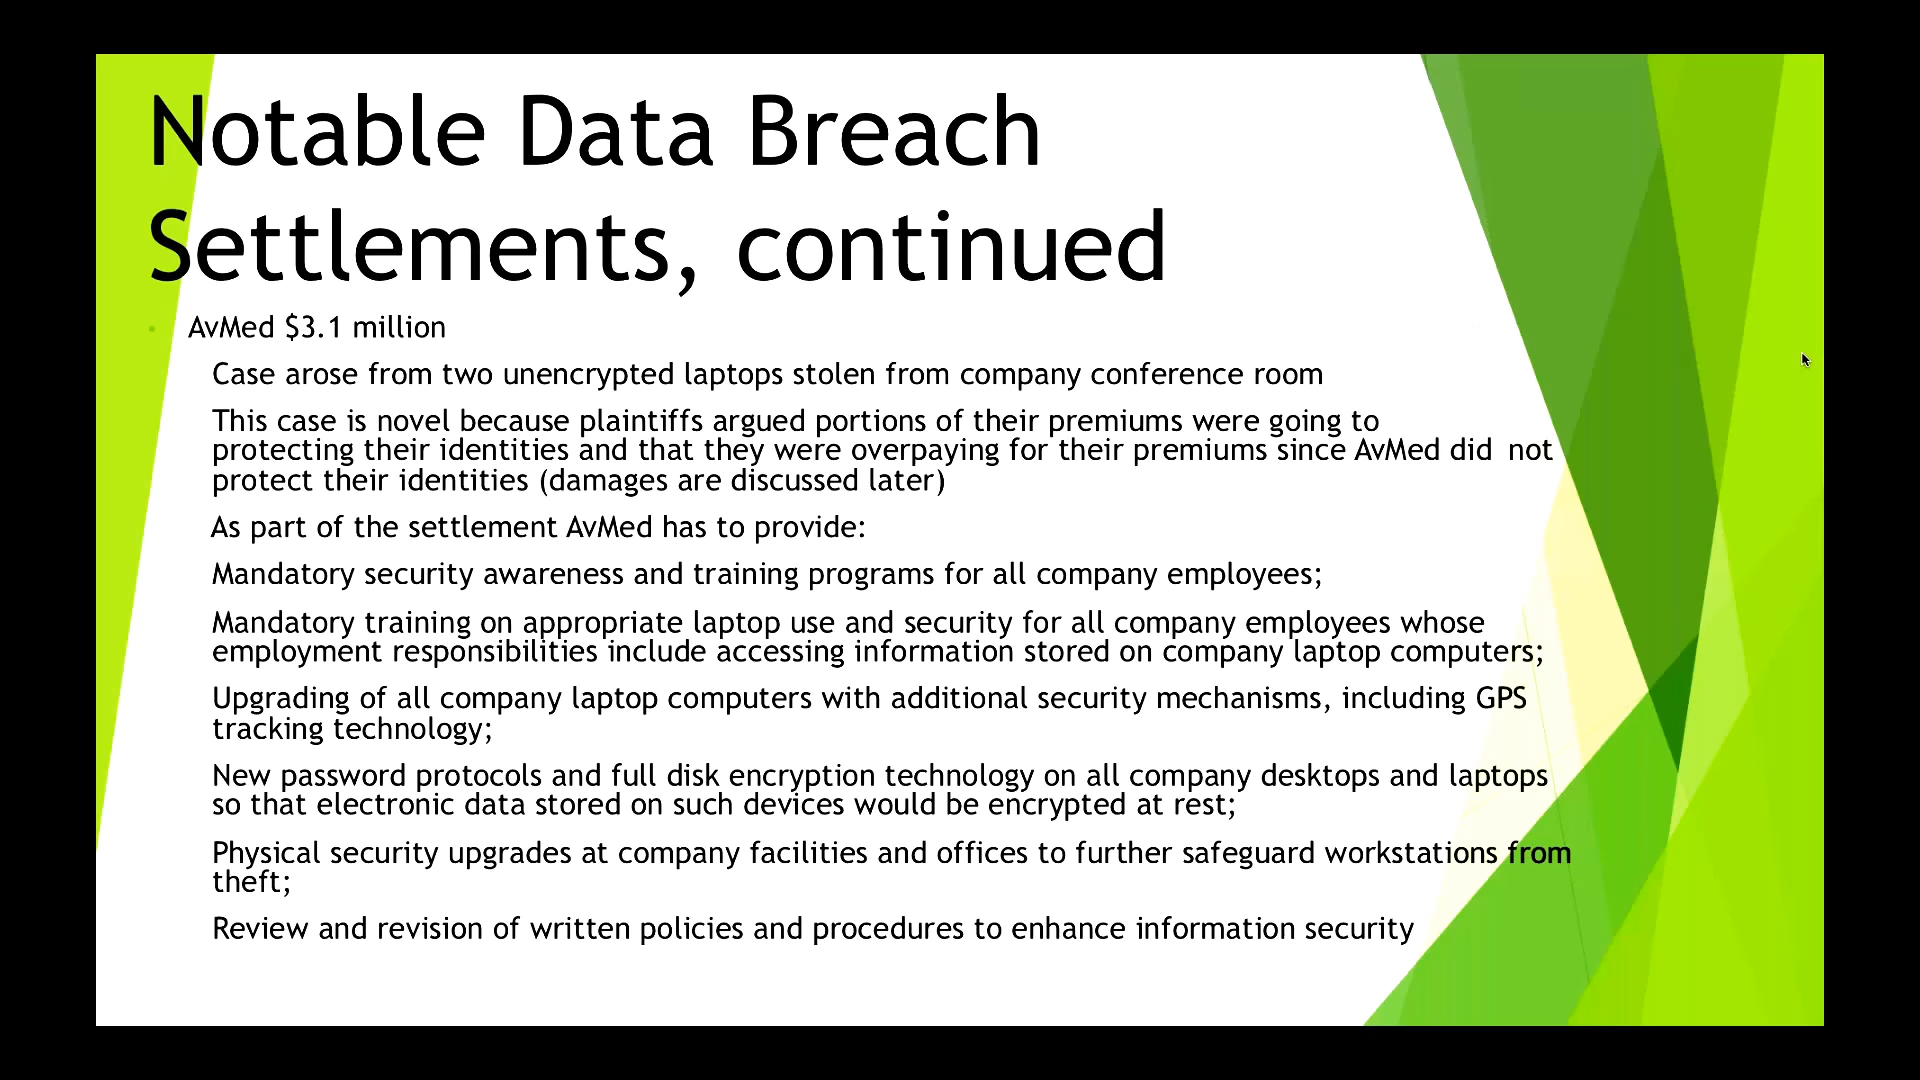 Notable Data Breach
Settlements, continued
• AvMed $3.1 million
Case arose from two unencrypted laptops stolen from company conference room
This case is novel because plaintiffs argued portions of their premiums were going to
protecting their identities and that they were overpaying for their premiums since AvMed did not
protect their identities (damages are discussed later)
As part of the settlement AvMed has to provide:
Mandatory security awareness and training programs for all company employees;
Mandatory training on appropriate laptop use and security for all company employees whose
employment responsibilities include accessing information stored on company laptop computers;
Upgrading of all company laptop computers with additional security mechanisms, including GPS
tracking technology;
New password protocols and full disk encryption technology on all company desktops and laptops
so that electronic data stored on such devices would be encrypted at rest;
Physical security upgrades at company facilities and offices to further safeguard workstations from
theft;
Review and revision of written policies and procedures to enhance information security